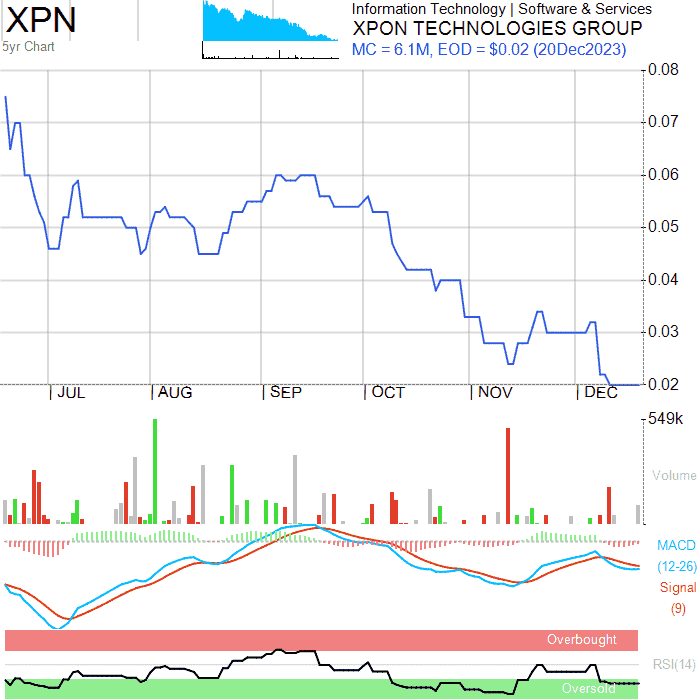 XPN
5yr Chart
Information Technology | Software & Services
XPON TECHNOLOGIES GROUP
MC = 6.1M, EOD = $0.02 (20Dec2023)
0.08
0.07
0.06
0.05
0.04
0.03
0.02
JUL AUG SEP OCT NOV DEC
549k
Volume
MACD
(12-26)
Signal
(9)
Overbought
RSI(14)
Oversold